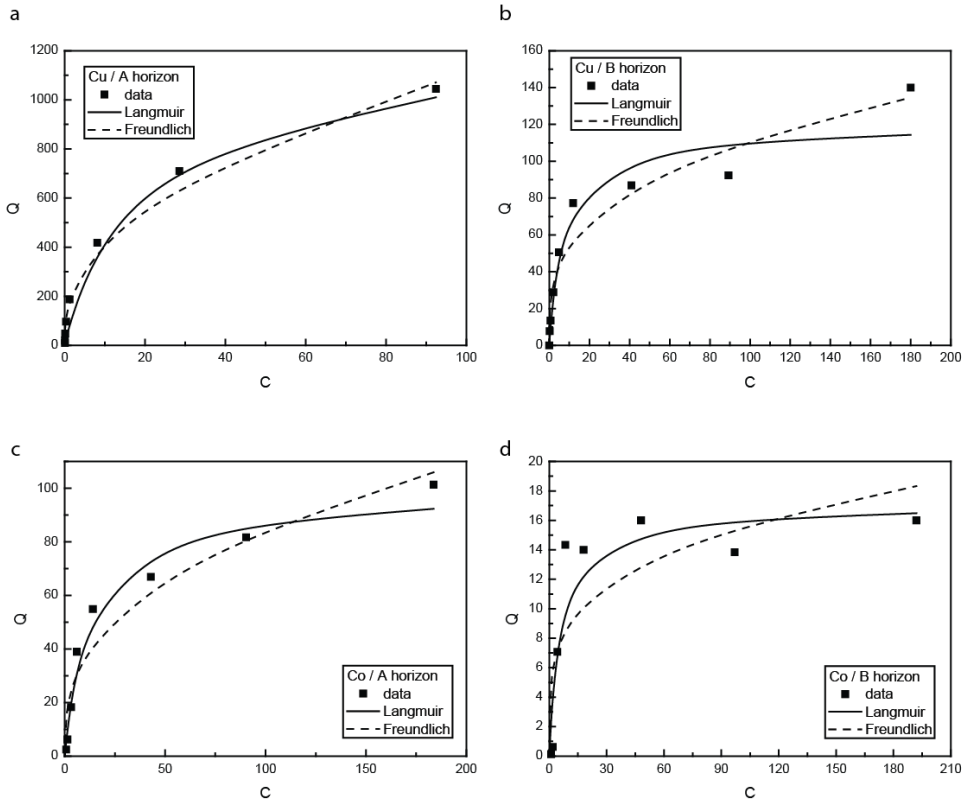 a
1200
1000
800
600
400
200
0
Q
Cu / A horizon
data
Langmuir
Freundlich
0 20 40 60 80 100
C
b
160
140
120
100
80
60
40
20
0
Q
Cu / B horizon
data
Langmuir
Freundlich
0 20 40 60 80 100 120 140 160 180 200
C
c
100
80
60
40
20
0
Q
Co / A horizon
data
Langmuir
Freundlich
0 50 100 150 200
C
d
20
18
16
14
12
10
8
6
4
2
0
Q
Co / B horizon
data
Langmuir
Freundlich
0 30 60 90 120 150 180 210
C